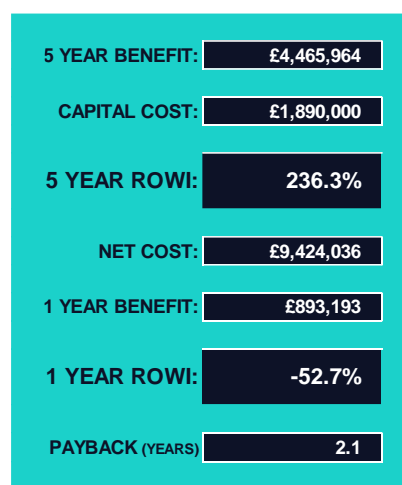 5 YEAR BENEFIT: £4,465,964
CAPITAL COST: £1,890,000
5 YEAR ROWI: 236.3%
NET COST: £9,424,036
1 YEAR BENEFIT: £893,193
1 YEAR ROWI: -52.7%
PAYBACK (YEARS) 2.1